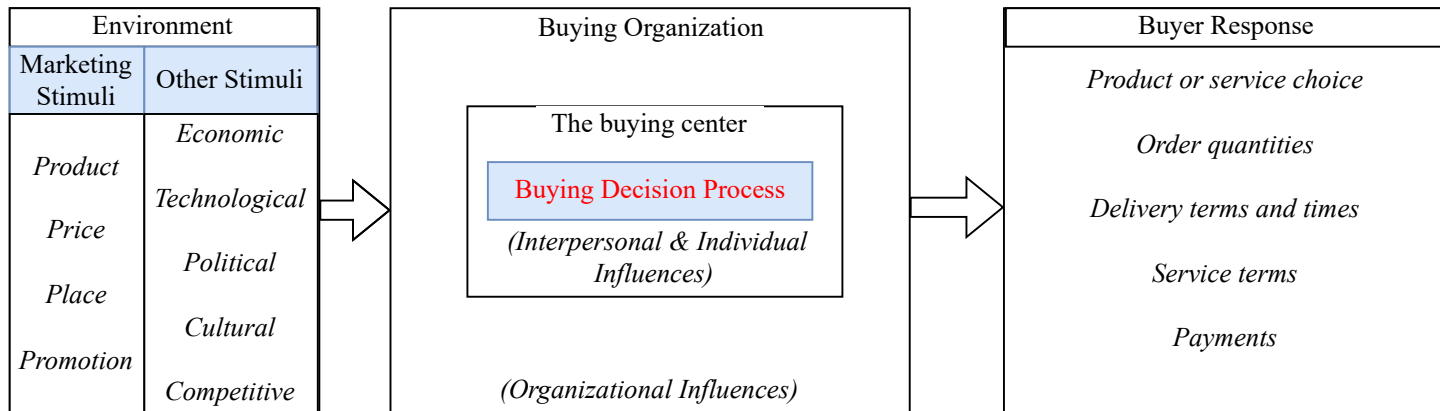 Environment
Marketing
Stimuli
Other Stimuli
Product
Price
Place
Promotion
Economic
Technological
Political
Cultural
Competitive
Buying Organization
The buying center
Buying Decision Process
(Interpersonal & Individual
Influences)
(Organizational Influences)
Buyer Response
Product or service choice
Order quantities
Delivery terms and times
Service terms
Payments